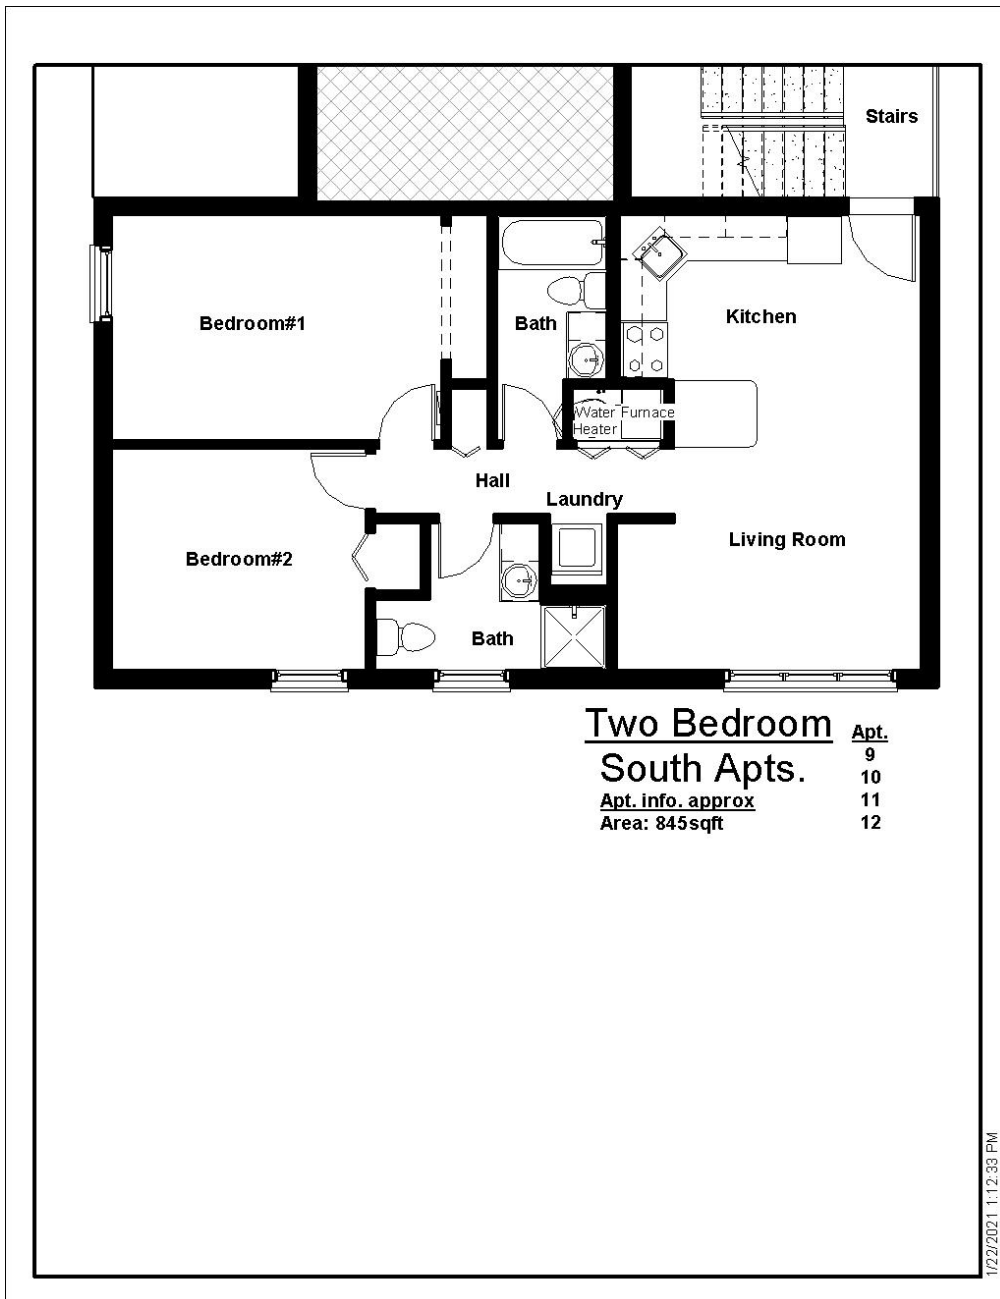 Stairs
Bedroom#1
Bath
Kitchen
Water Furnace
Heater
Hall
Laundry
Bedroom#2
Living Room
Bath
Two Bedroom
South Apts.
Apt. info. approx
Area: 845sqft
Apt.
9
10
11
12
1/22/2021 1:12:33 PM